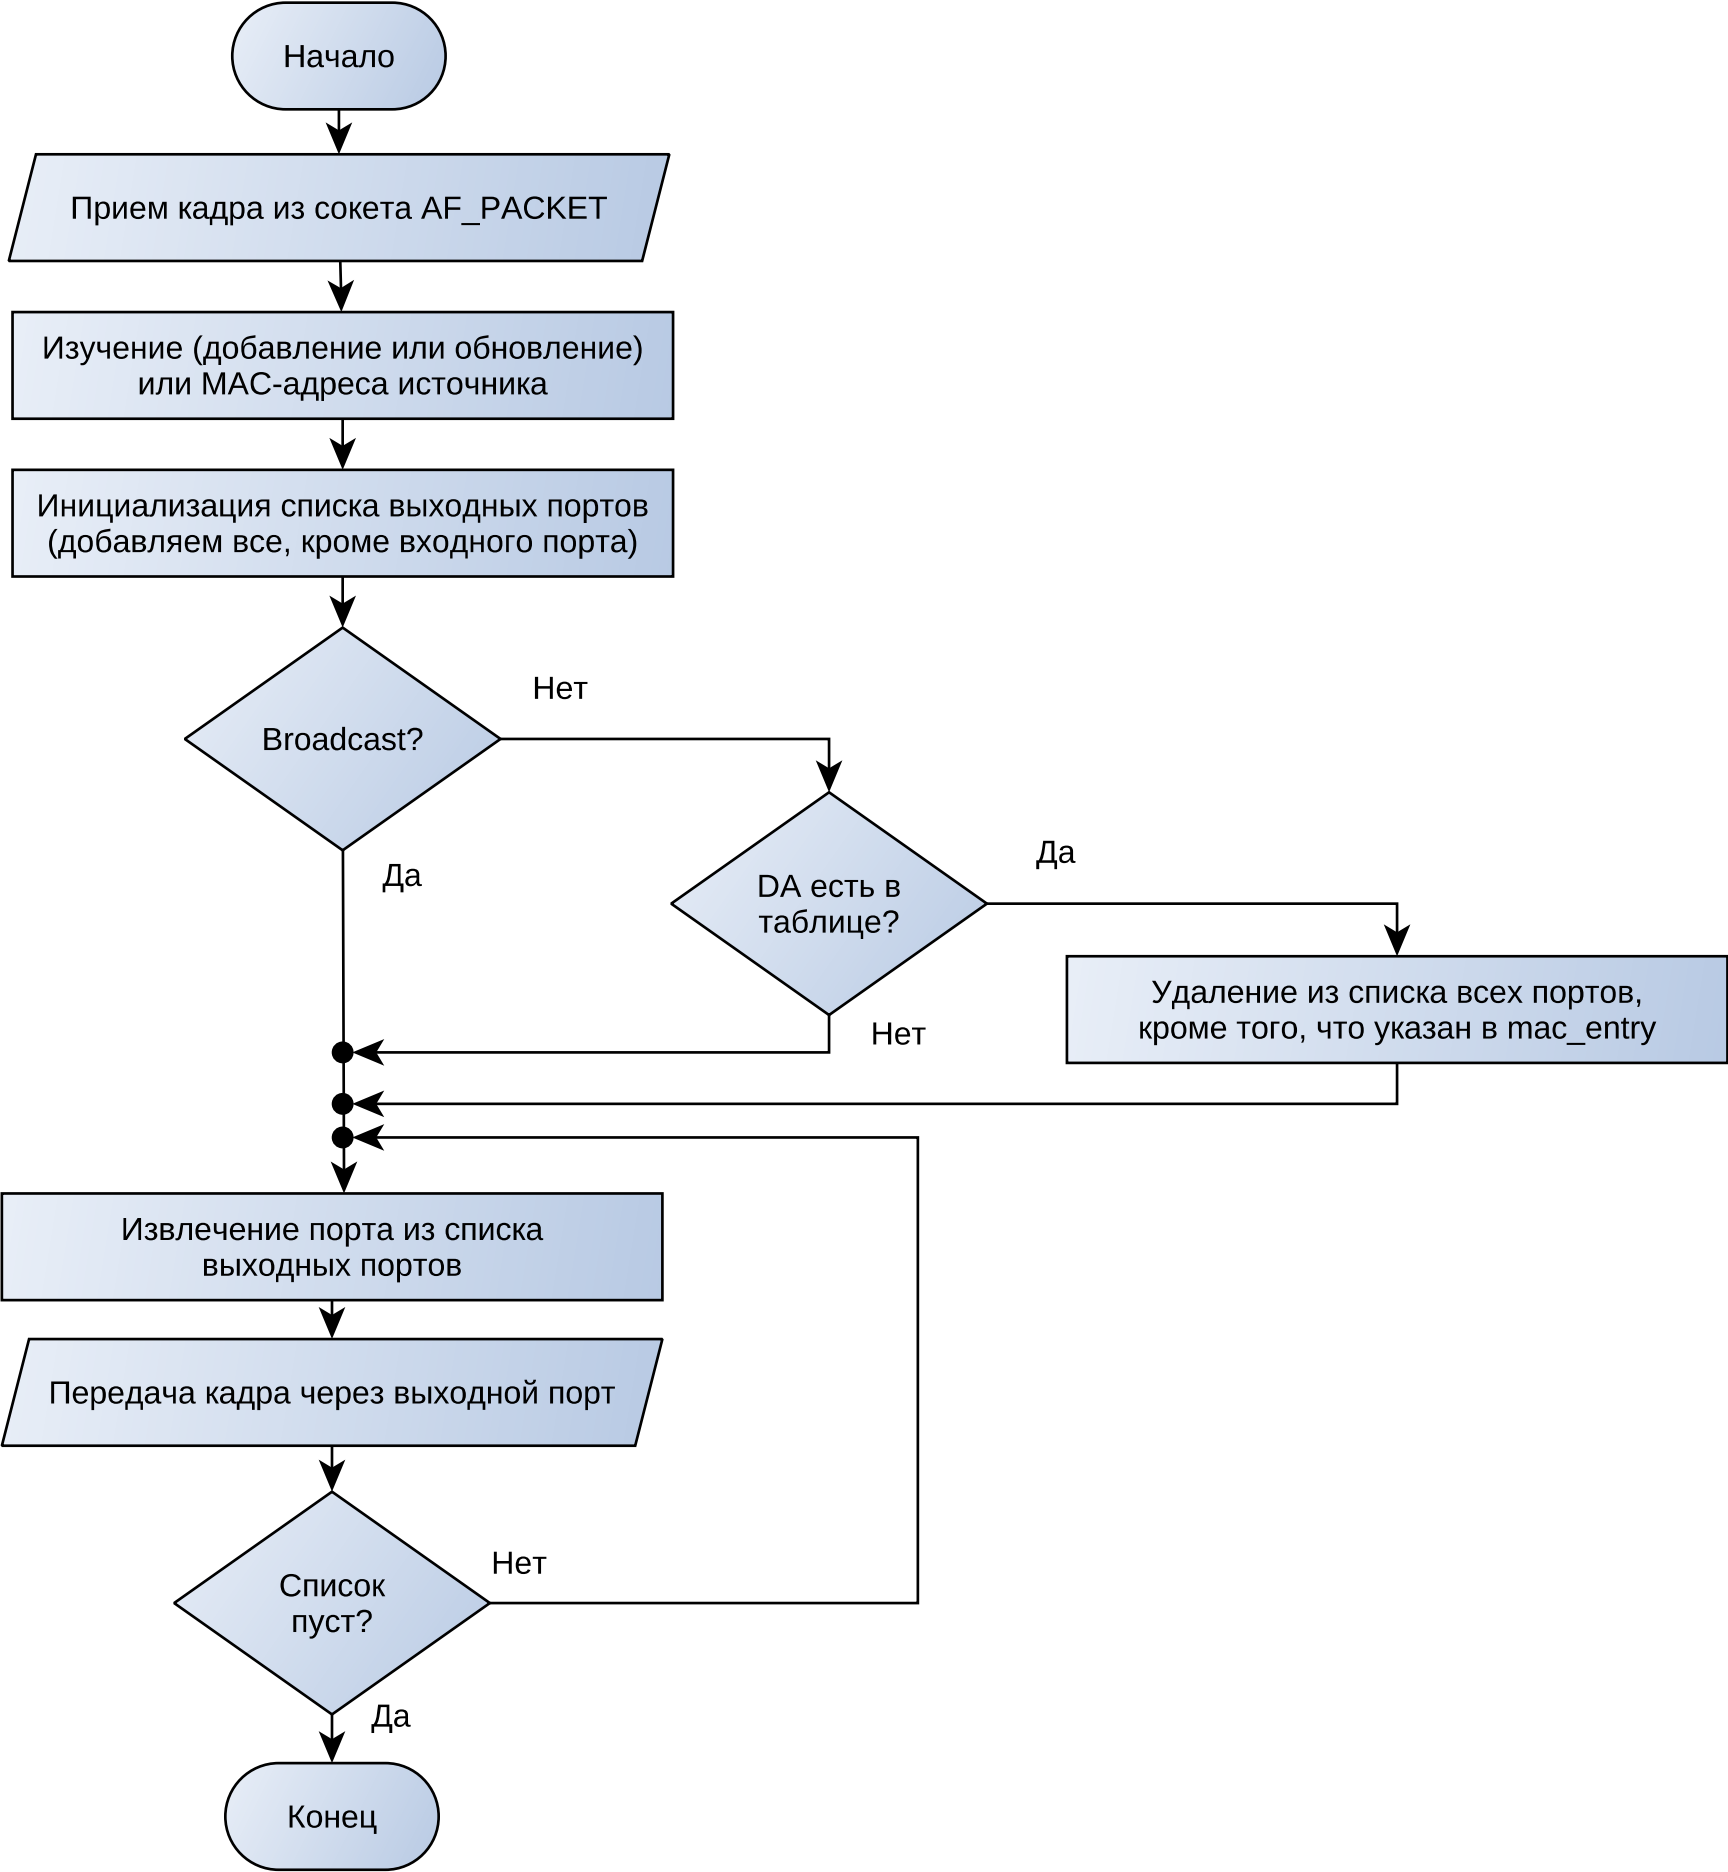 Начало
Прием кадра из сокета AF_PACKET
Изучение (добавление или обновление)
или MAC-адреса источника
Инициализация списка выходных портов
(добавляем все, кроме входного порта)
Broadcast?
Нет
Да
DA есть в
таблице?
Да
Нет
Удаление из списка всех портов,
кроме того, что указан в mac_entry
Извлечение порта из списка
выходных портов
Передача кадра через выходной порт
Список
пуст?
Нет
Да
Конец